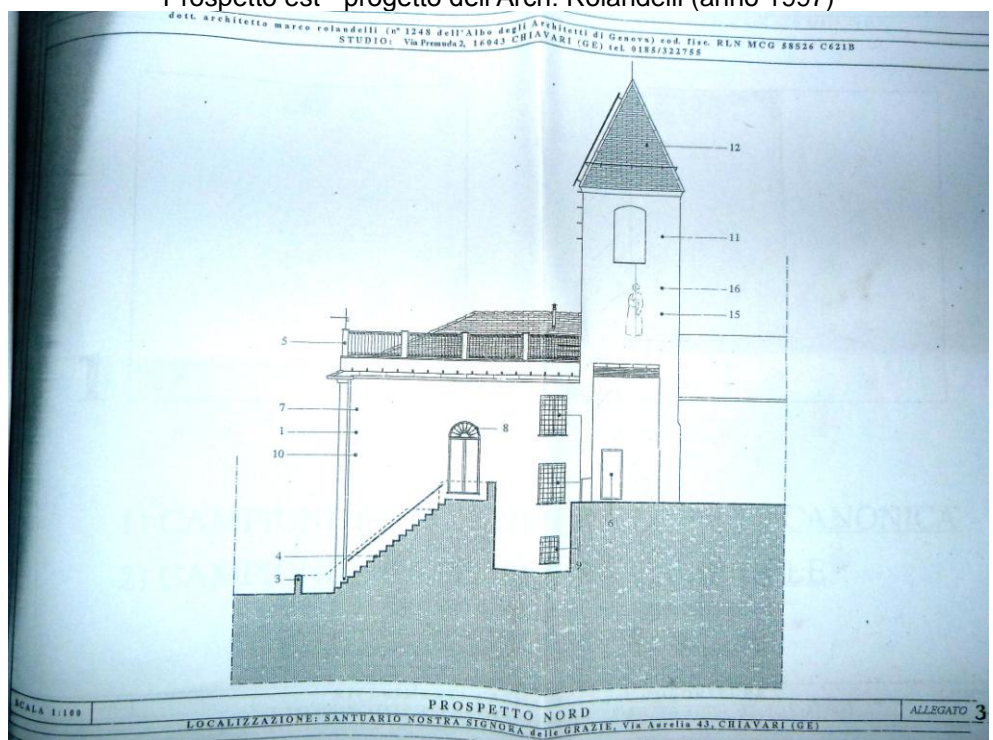 Prospetto est - progetto dell'Arch. Rolandelli (anno 1997)
dott. architetto marco rolandelli (n° 1248 dell'Albo degli Architetti di Genova) cod. fisc. RLN MCG 58S26 C621B
STUDIO: Via Premuda 2, 16043 CHIAVARI (GE) tel. 0185/322755
12
11
16
15
5
7
1
8
10
6
4
9
3
CANONICA
SCALA 1:100
PROSPETTO NORD
ALLEGATO 3
LOCALIZZAZIONE: SANTUARIO NOSTRA SIGNORA delle GRAZIE, Via Aurelia 43, CHIAVARI (GE)